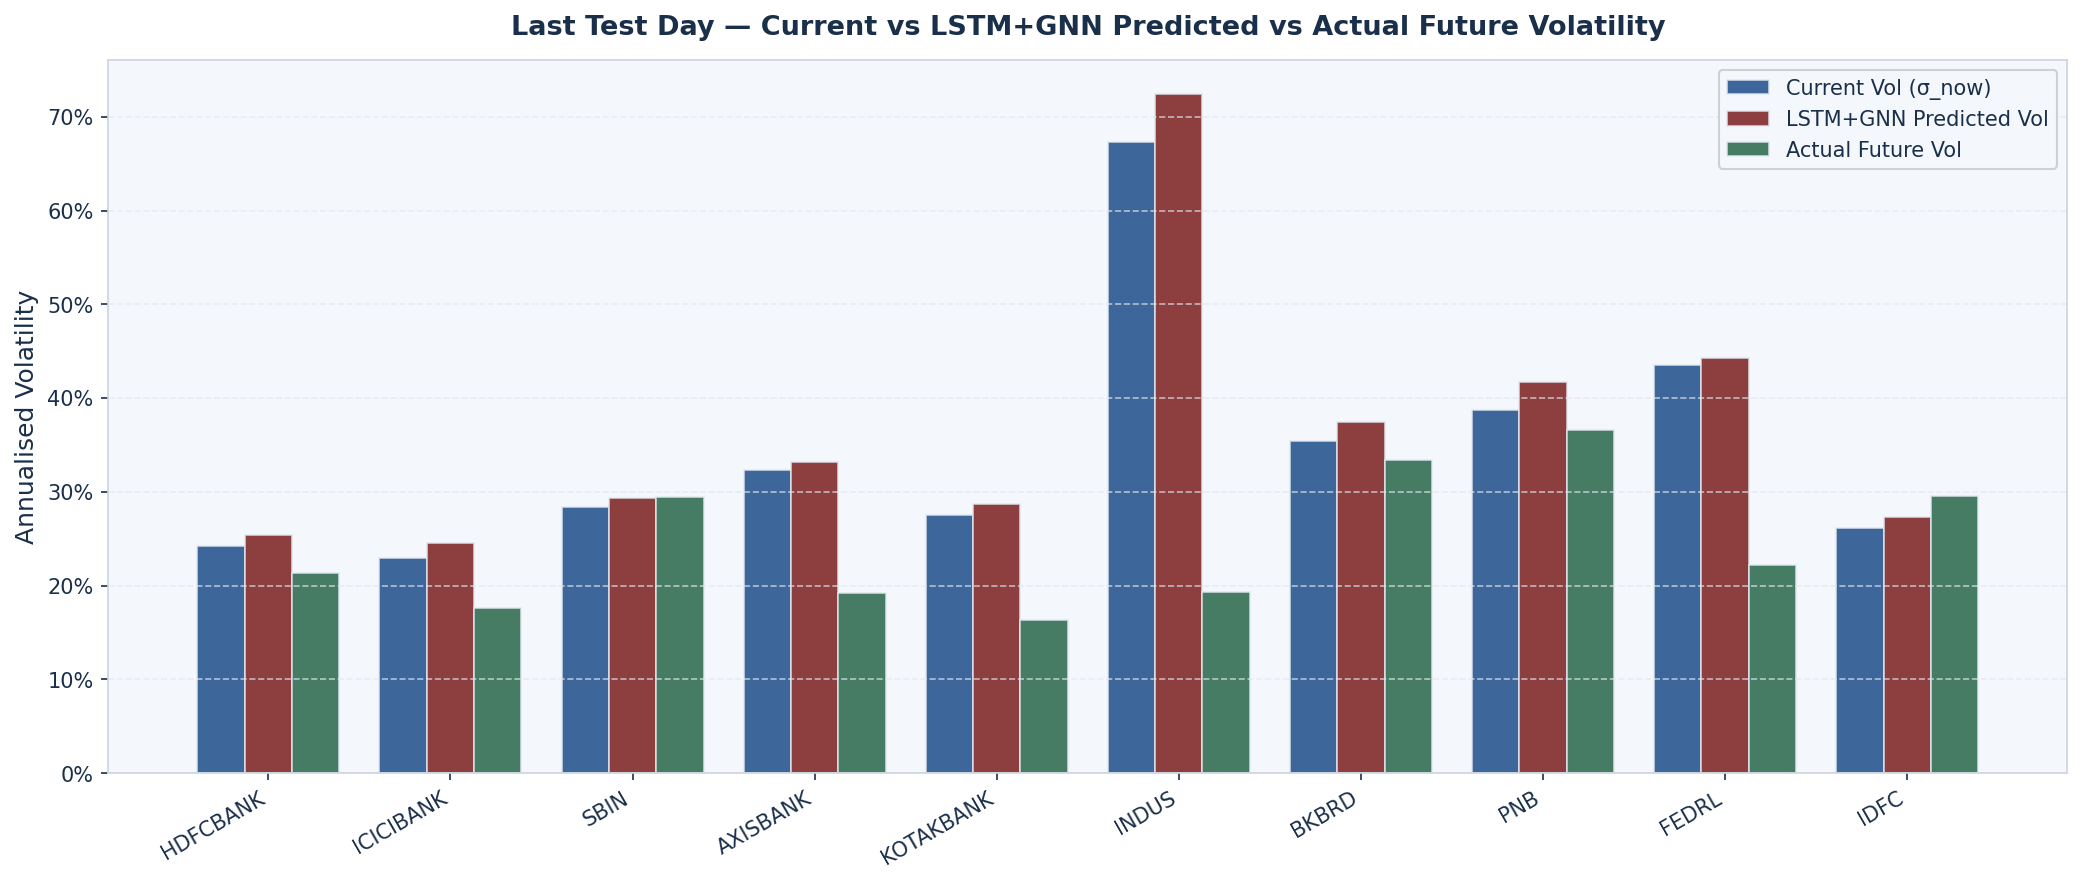 Last Test Day — Current vs LSTM+GNN Predicted vs Actual Future Volatility
Current Vol (σ_now)
LSTM+GNN Predicted Vol
Actual Future Vol
Annualised Volatility
70%
60%
50%
40%
30%
20%
10%
0%
HDFCBANK
ICICIBANK
SBIN
AXISBANK
KOTAKBANK
INDUS
BKBRD
PNB
FEDRL
IDFC